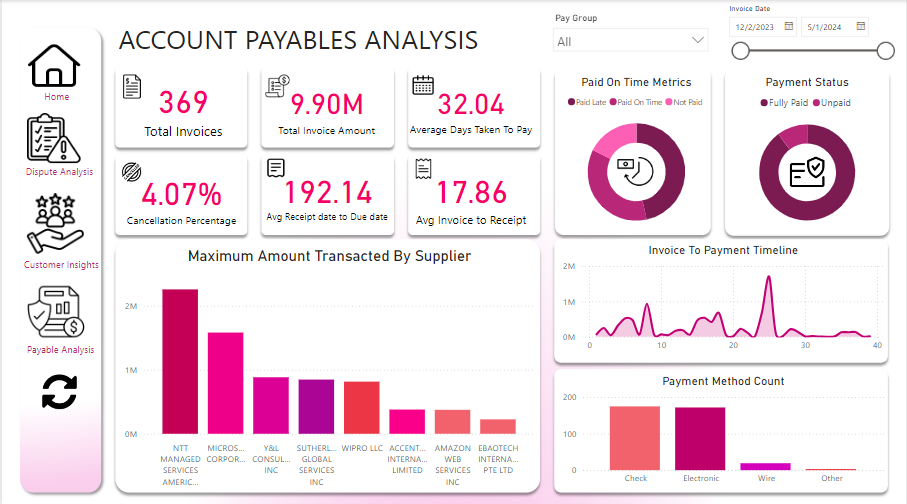 ACCOUNT PAYABLES ANALYSIS
Pay Group
All
Invoice Date
12/2/2023
5/1/2024
Home
Dispute Analysis
Customer Insights
Payable Analysis
369
Total Invoices
9.90M
Total Invoice Amount
32.04
Average Days Taken To Pay
4.07%
Cancellation Percentage
192.14
Avg Receipt date to Due date
17.86
Avg Invoice to Receipt
Paid On Time Metrics
Paid Late
Paid On Time
Not Paid
Payment Status
Fully Paid
Unpaid
Maximum Amount Transacted By Supplier
2M
1M
0M
NTT
MANAGED
SERVICES
AMERIC...
MICROS...
CORPOR...
Y&L
CONSUL...
INC
SUTHERL...
GLOBAL
SERVICES
INC
WIPRO LLC
ACCENT...
INTERNA...
LIMITED
AMAZON
WEB
SERVICES
INC
EBAOTECH
INTERNA...
PTE LTD
Invoice To Payment Timeline
2M
1M
0M
0
10
20
30
40
Payment Method Count
200
100
0
Check
Electronic
Wire
Other